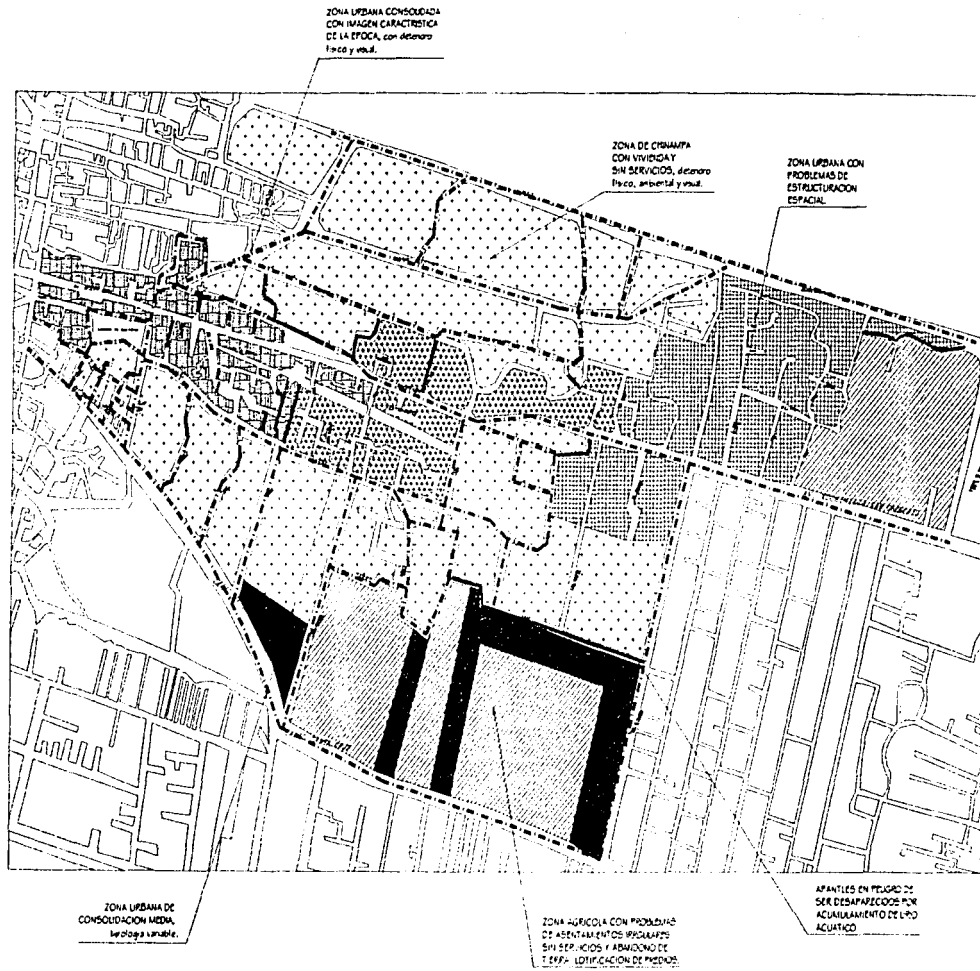 ZONA URBANA CONSOLIDADA
CON IMAGEN CARACTRISTICA
DE LA EPOCA, con deterioro
físico y visual.
ZONA DE CHINAMPA
CON VIVIENDA Y
SIN SERVICIOS, deterioro
físico, ambiental y visual.
ZONA URBANA CON
PROBLEMAS DE
ESTRUCTURACION
ESPACIAL
ZONA URBANA DE
CONSOLIDACION MEDIA,
tipologia variable.
ZONA AGRICOLA CON PROBLEMAS
DE ASENTAMIENTOS IRREGULARES
SIN SERVICIOS Y ABANDONO DE
TIERRA. LOTIFICACION DE PREDIOS.
APANTLES EN PELIGRO DE
SER DESAPARECIDOS POR
ACUMULAMIENTO DE LIRIO
ACUATICO